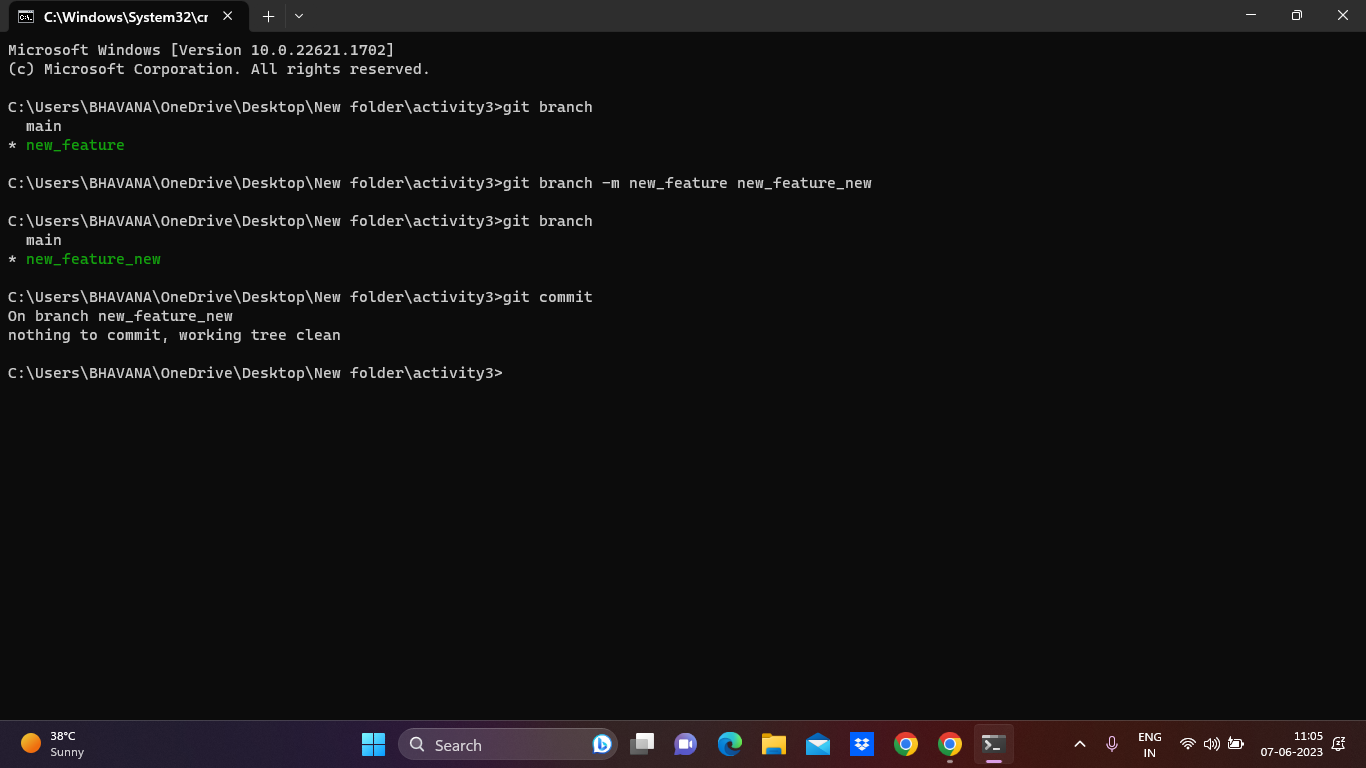 C:\Windows\System32\cr
Microsoft Windows [Version 10.0.22621.1702]
(c) Microsoft Corporation. All rights reserved.
C:\Users\BHAVANA\OneDrive\Desktop\New folder\activity3>git branch
  main
* new_feature
C:\Users\BHAVANA\OneDrive\Desktop\New folder\activity3>git branch -m new_feature new_feature_new
C:\Users\BHAVANA\OneDrive\Desktop\New folder\activity3>git branch
  main
* new_feature_new
C:\Users\BHAVANA\OneDrive\Desktop\New folder\activity3>git commit
On branch new_feature_new
nothing to commit, working tree clean
C:\Users\BHAVANA\OneDrive\Desktop\New folder\activity3>
38°C
Sunny
Search
ENG
IN
11:05
07-06-2023